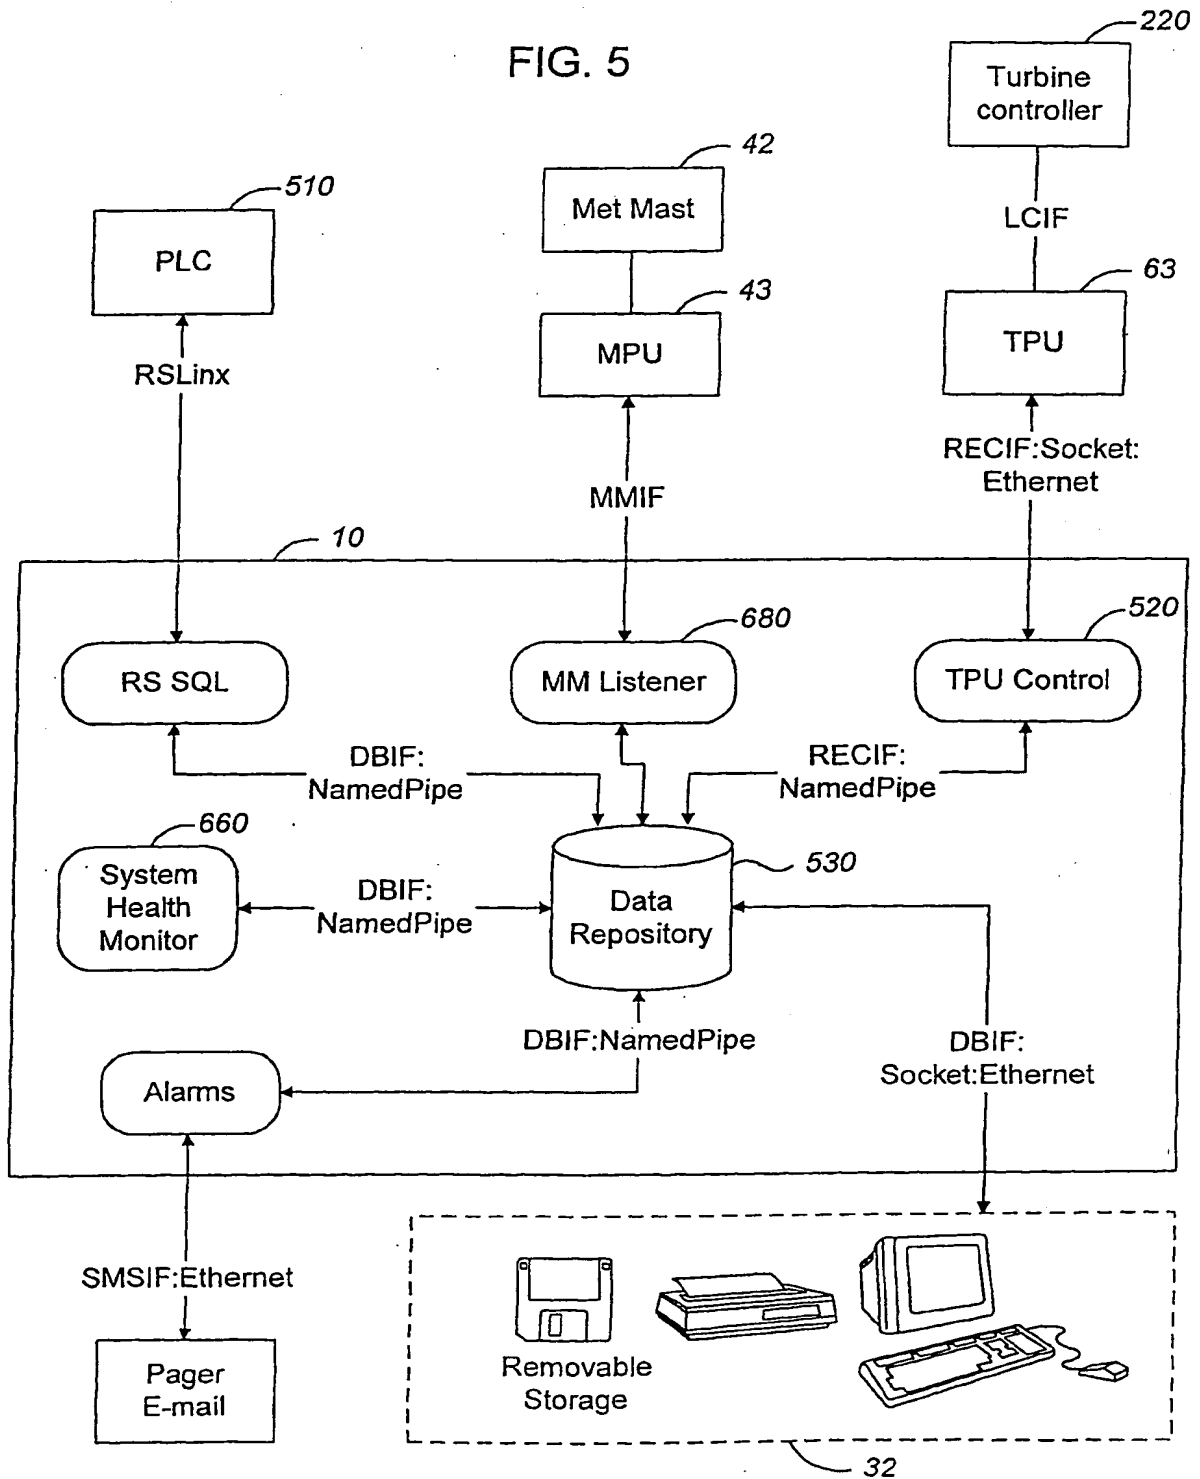 FIG. 5
220
Turbine
controller
42
Met Mast
510
PLC
LCIF
43
MPU
63
TPU
RSLinx
RECIF:Socket:
Ethernet
MMIF
10
680
520
RS SQL
MM Listener
TPU Control
DBIF:
NamedPipe
RECIF:
NamedPipe
660
System
Health
Monitor
DBIF:
NamedPipe
530
Data
Repository
DBIF:NamedPipe
DBIF:
Socket:Ethernet
Alarms
SMSIF:Ethernet
Pager
E-mail
Removable
Storage
32